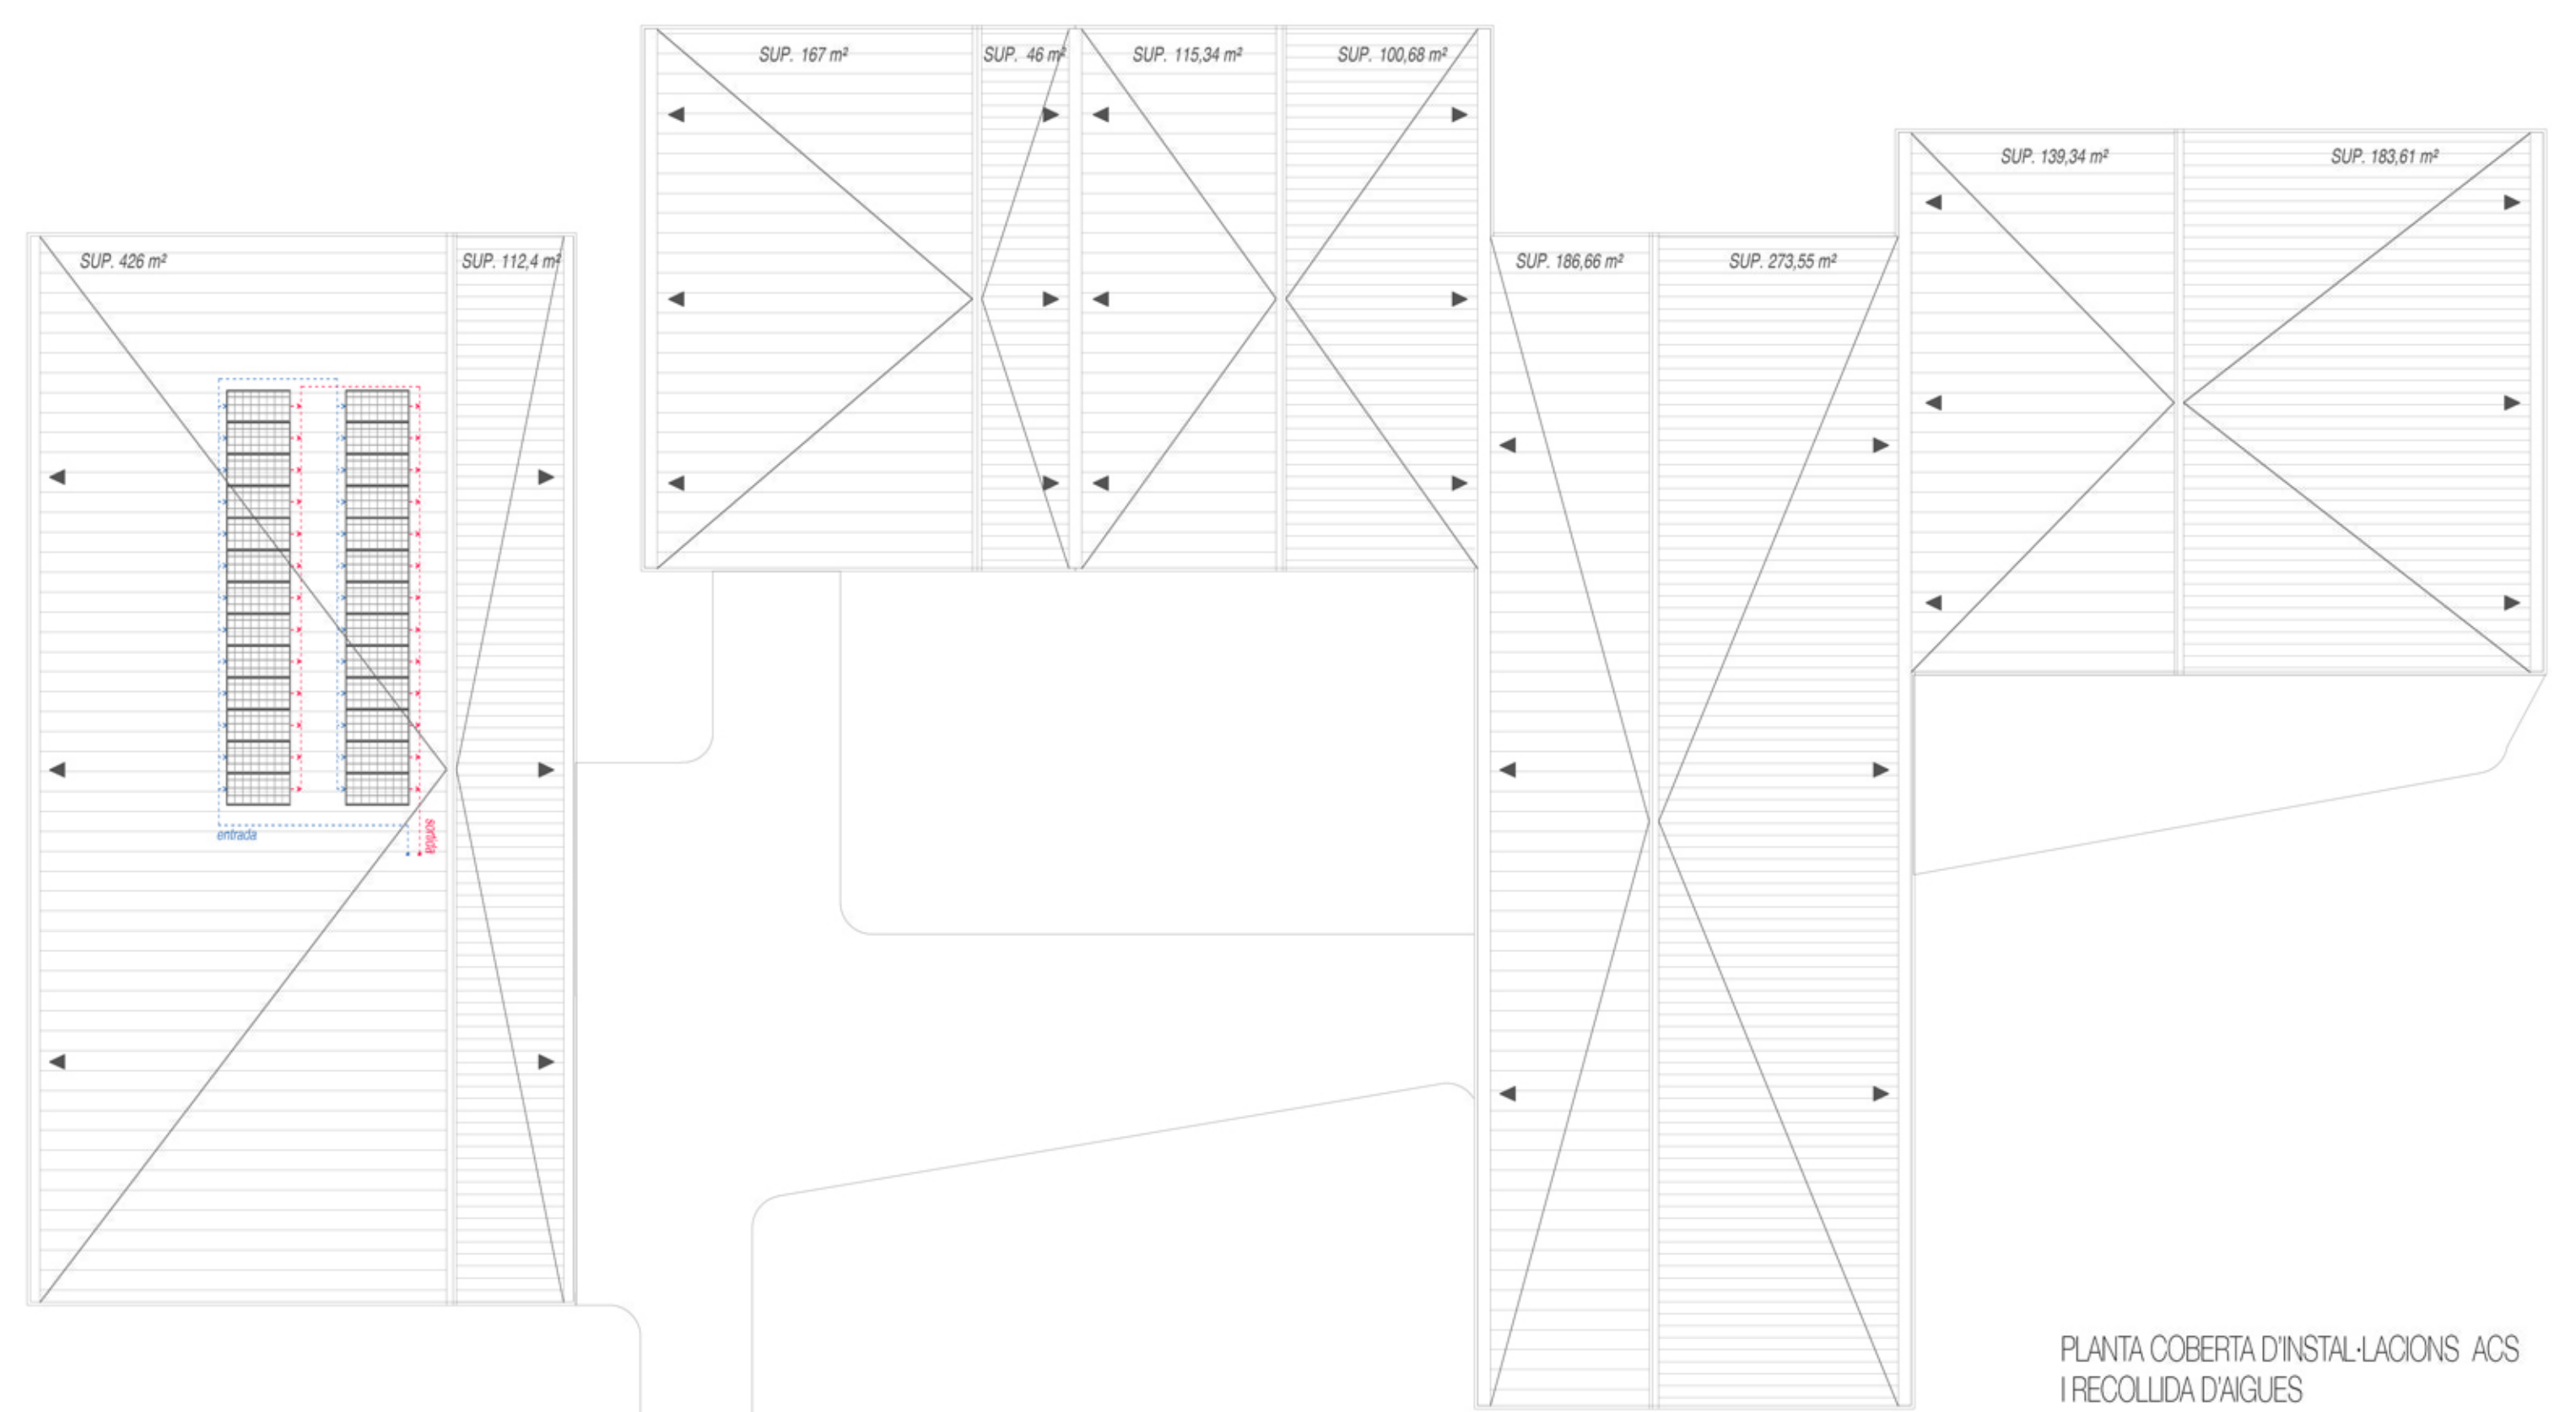 SUP. 167 m²
SUP. 46 m²
SUP. 115,34 m²
SUP. 100,68 m²
SUP. 139,34 m²
SUP. 183,61 m²
SUP. 426 m²
SUP. 112,4 m²
SUP. 186,66 m²
SUP. 273,55 m²
entrada
sortida
PLANTA COBERTA D'INSTAL·LACIONS ACS
I RECOLLIDA D'AIGUES